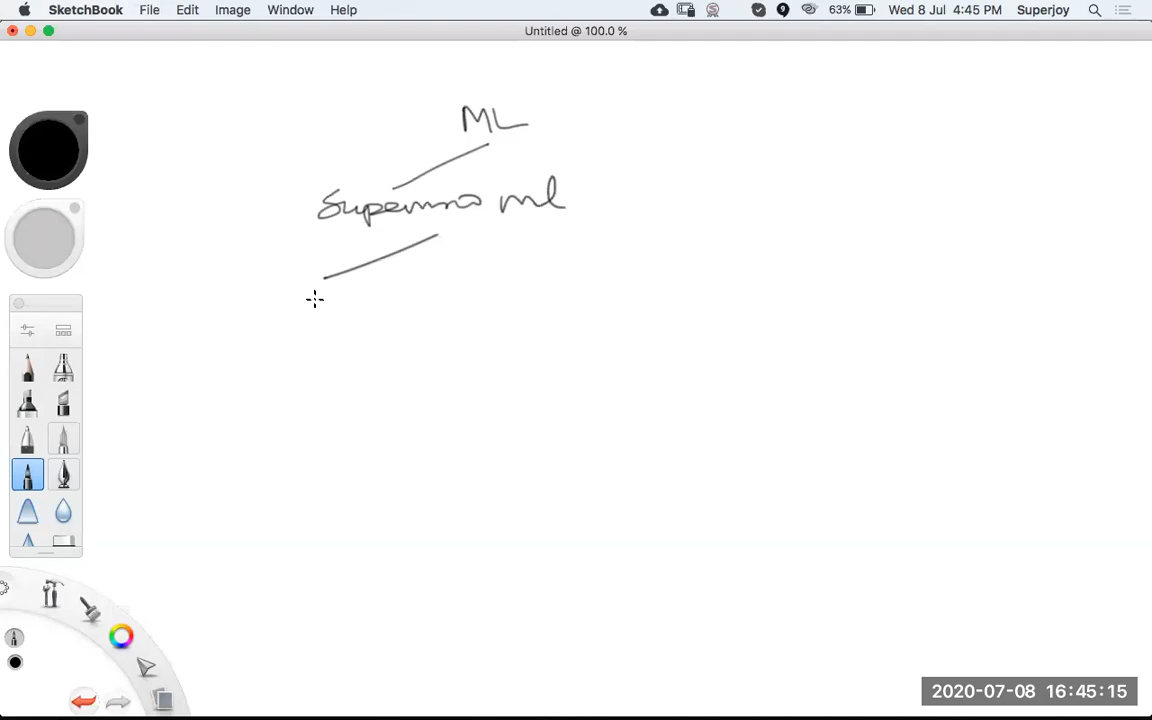 SketchBook File Edit Image Window Help 63% Wed 8 Jul 4:45 PM Superjoy
Untitled @ 100.0 %
ML
ml
2020-07-08 16:45:15